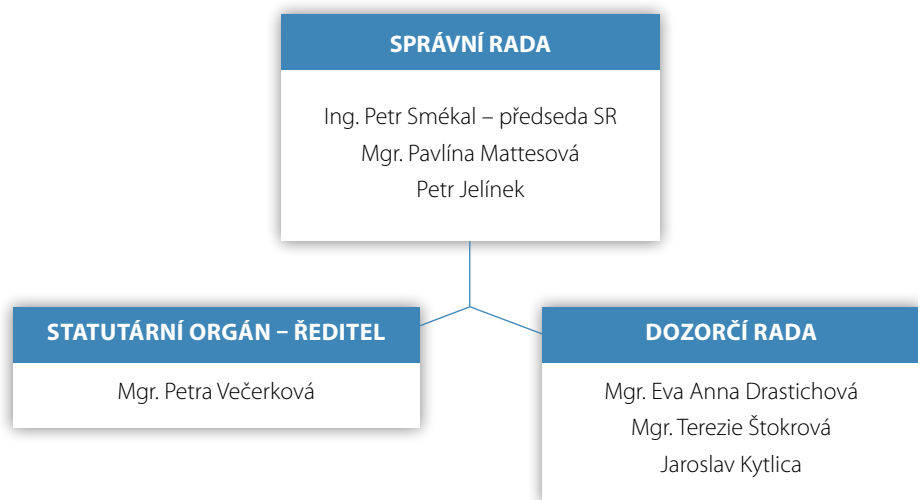 SPRÁVNÍ RADA
Ing. Petr Smékal – předseda SR
Mgr. Pavlína Mattesová
Petr Jelínek
STATUTÁRNÍ ORGÁN – ŘEDITEL
Mgr. Petra Večerková
DOZORČÍ RADA
Mgr. Eva Anna Drastichová
Mgr. Terezie Štokrová
Jaroslav Kytlica